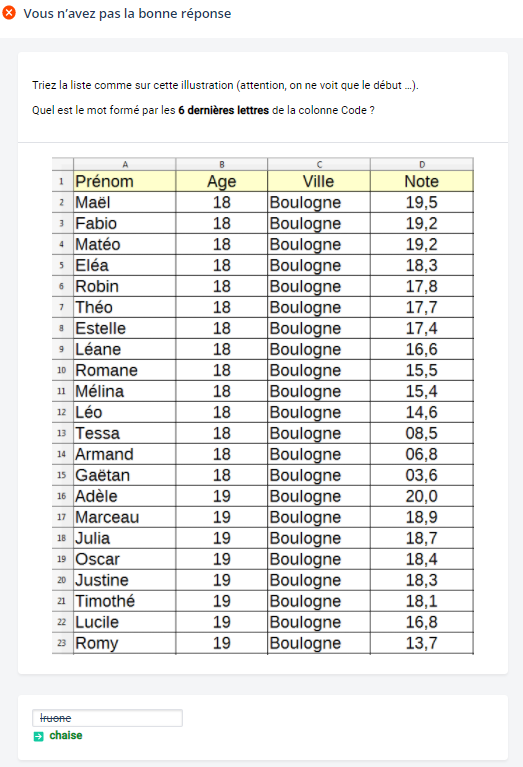 Vous n’avez pas la bonne réponse
Triez la liste comme sur cette illustration (attention, on ne voit que le début ...).
Quel est le mot formé par les 6 dernières lettres de la colonne Code ?
A B C D
1 Prénom Age Ville Note
2 Maël 18 Boulogne 19,5
3 Fabio 18 Boulogne 19,2
4 Matéo 18 Boulogne 19,2
5 Eléa 18 Boulogne 18,3
6 Robin 18 Boulogne 17,8
7 Théo 18 Boulogne 17,7
8 Estelle 18 Boulogne 17,4
9 Léane 18 Boulogne 16,6
10 Romane 18 Boulogne 15,5
11 Mélina 18 Boulogne 15,4
12 Léo 18 Boulogne 14,6
13 Tessa 18 Boulogne 08,5
14 Armand 18 Boulogne 06,8
15 Gaëtan 18 Boulogne 03,6
16 Adèle 19 Boulogne 20,0
17 Marceau 19 Boulogne 18,9
18 Julia 19 Boulogne 18,7
19 Oscar 19 Boulogne 18,4
20 Justine 19 Boulogne 18,3
21 Timothé 19 Boulogne 18,1
22 Lucile 19 Boulogne 16,8
23 Romy 19 Boulogne 13,7
chaise